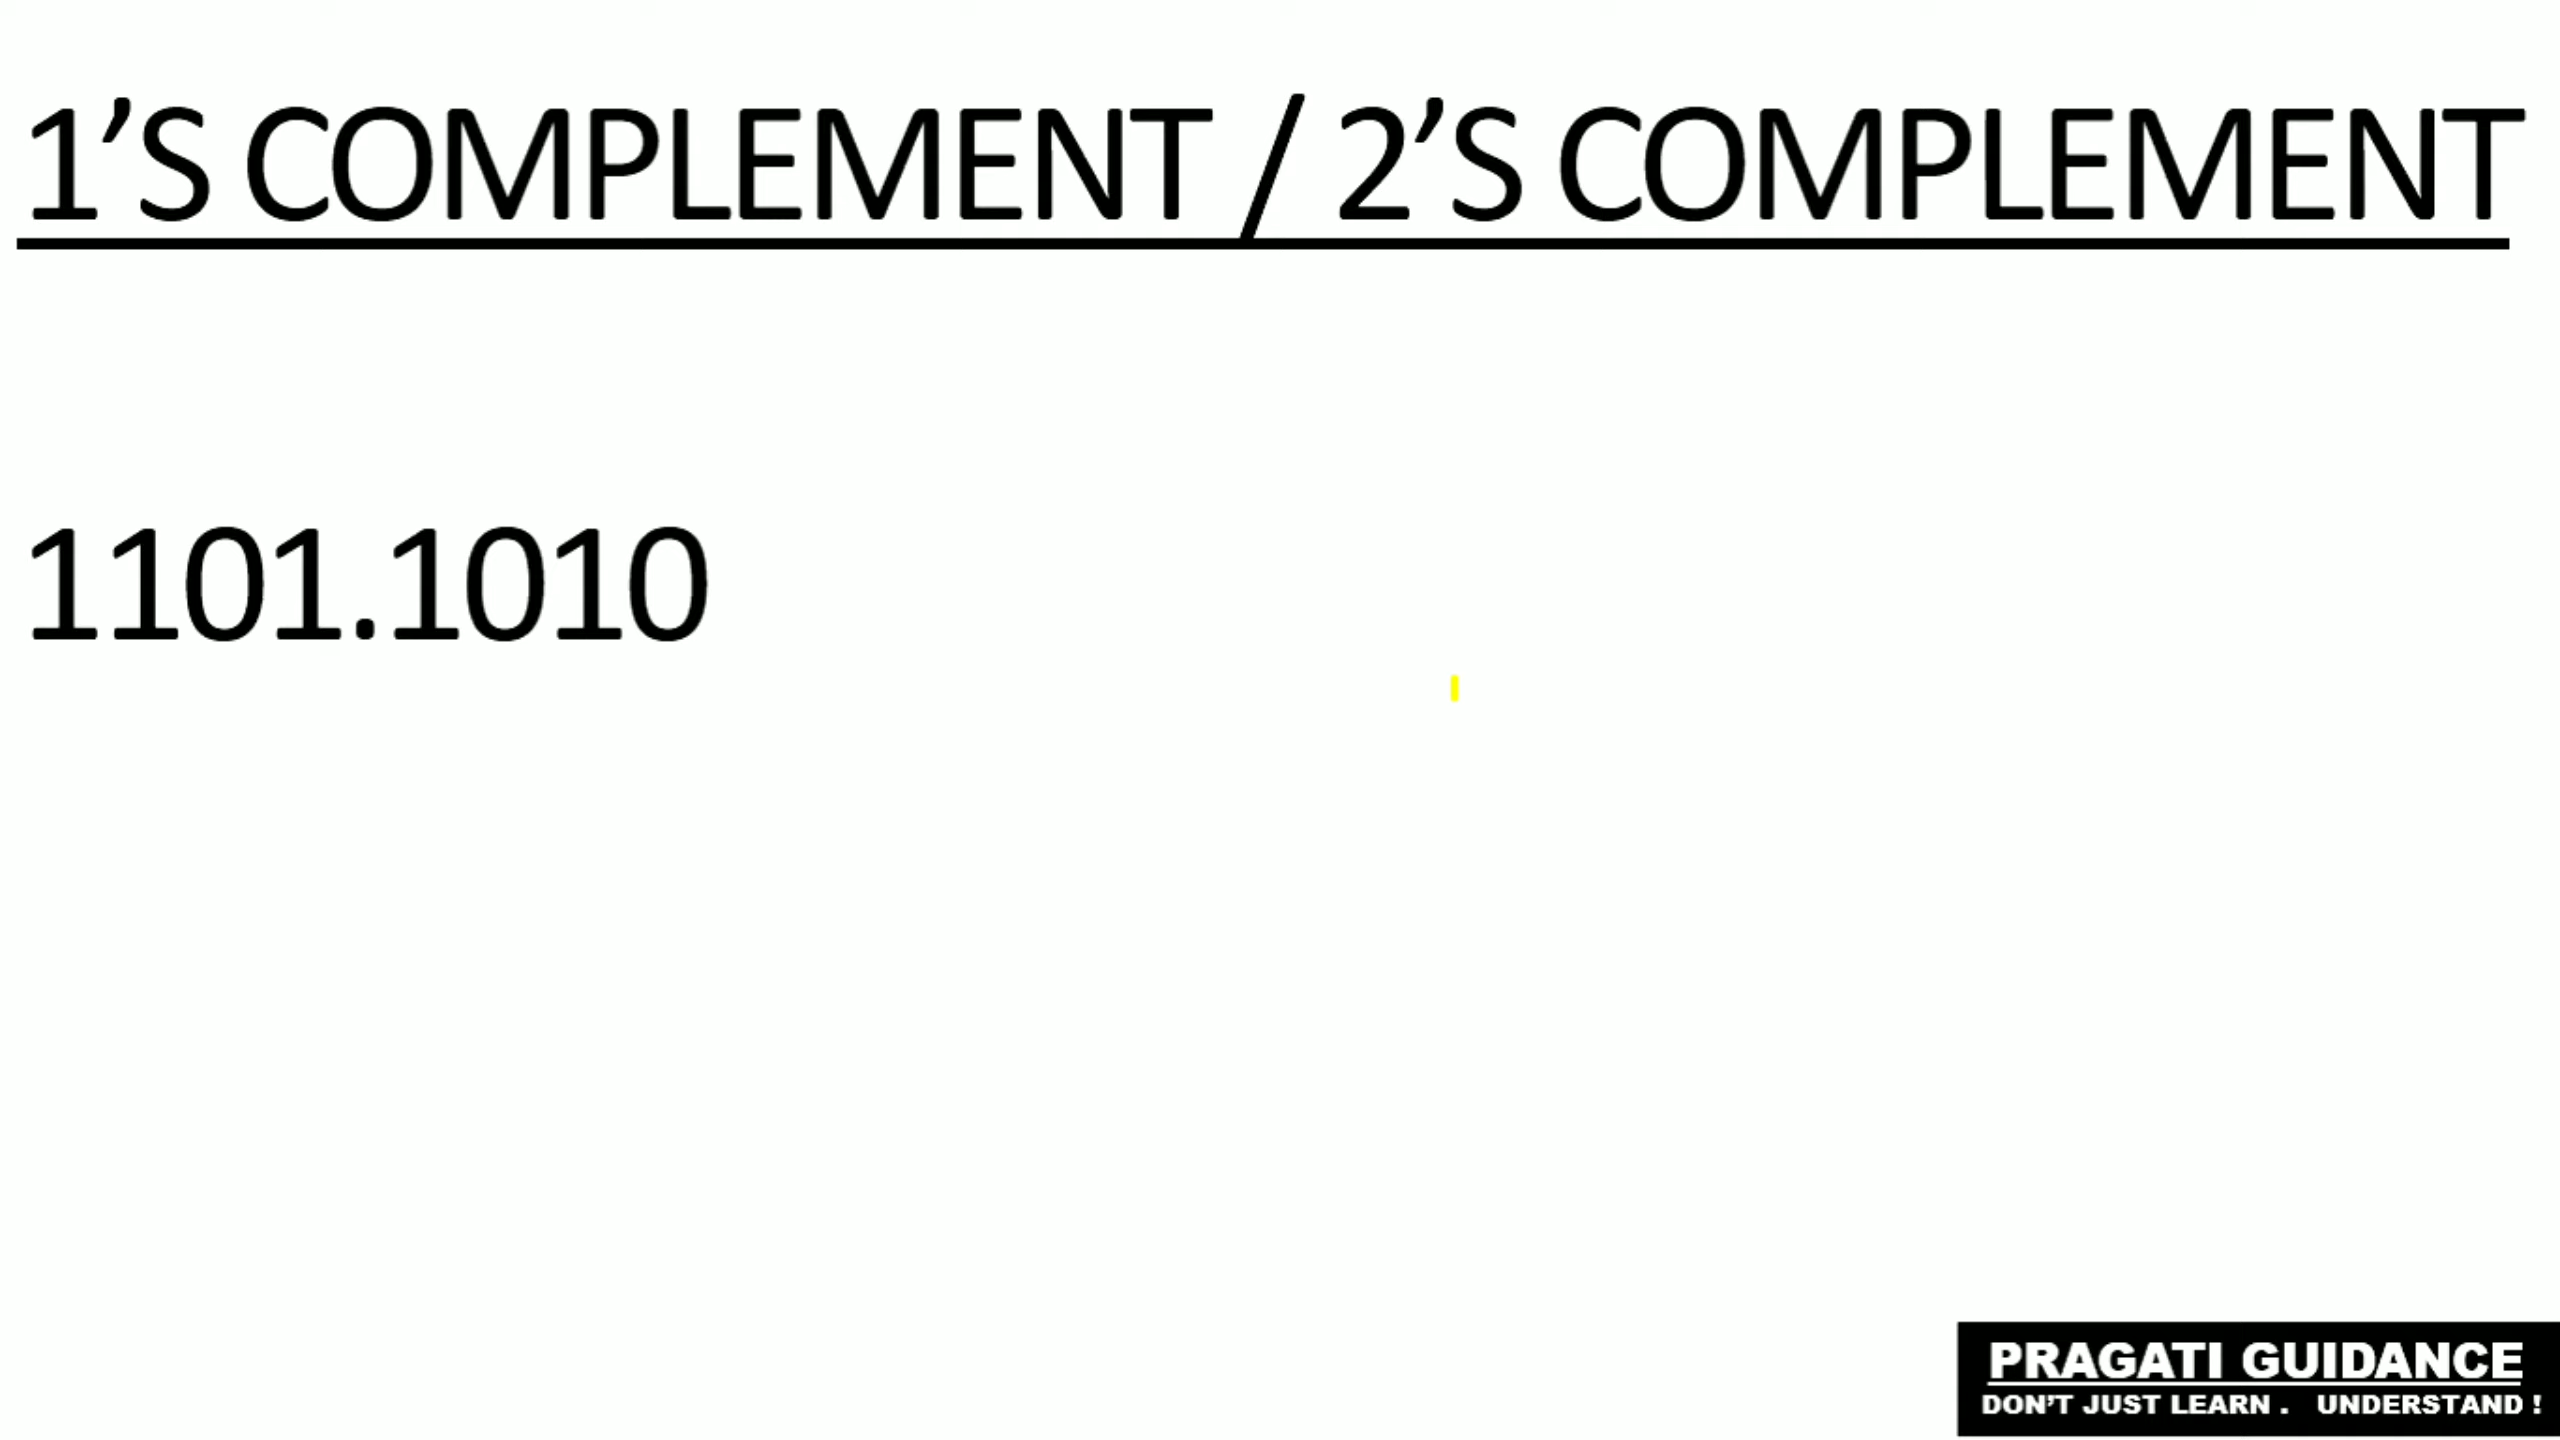 1’S COMPLEMENT / 2’S COMPLEMENT
1101.1010
PRAGATI GUIDANCE
DON’T JUST LEARN . UNDERSTAND !